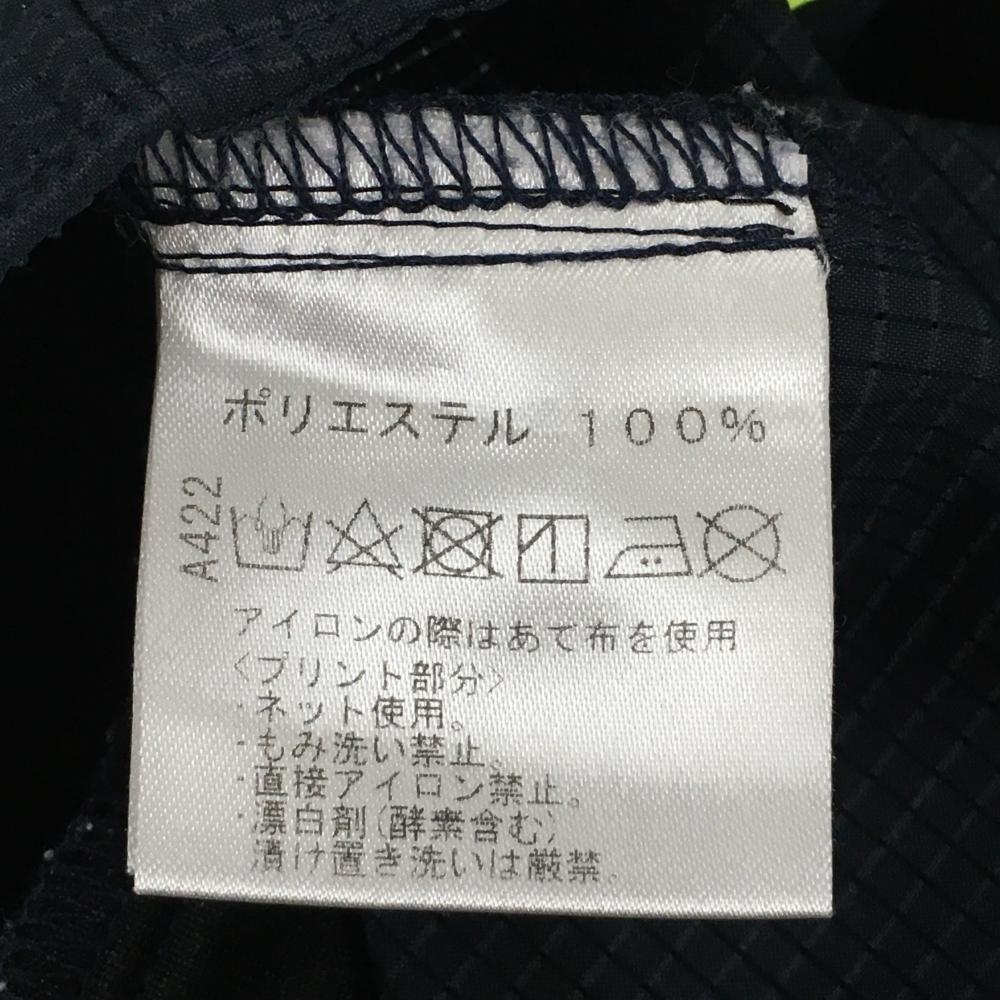 ポリエステル 100%
A422
アイロンの際はあて布を使用
〈プリント部分〉
・ネット使用。
・もみ洗い禁止。
・直接アイロン禁止。
・漂白剤(酵素含む)
漬け置き洗いは厳禁。